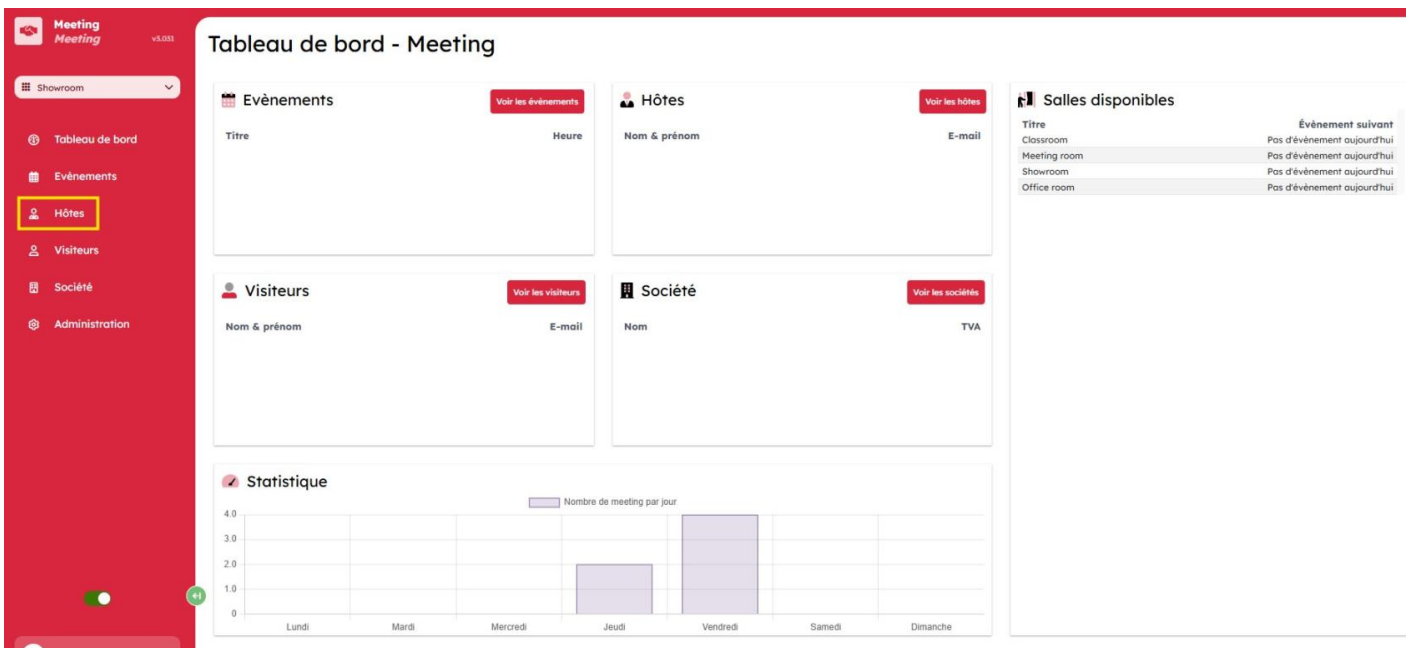 Meeting
Meeting v3.031
Showroom
Tableau de bord
Evènements
Hôtes
Visiteurs
Société
Administration
Tableau de bord - Meeting
Evènements
Voir les évènements
Titre Heure
Hôtes
Voir les hôtes
Nom & prénom E-mail
Salles disponibles
Titre Évènement suivant
Classroom Pas d'évènement aujourd'hui
Meeting room Pas d'évènement aujourd'hui
Showroom Pas d'évènement aujourd'hui
Office room Pas d'évènement aujourd'hui
Visiteurs
Voir les visiteurs
Nom & prénom E-mail
Société
Voir les sociétés
Nom TVA
Statistique
Nombre de meeting par jour
4.0
3.0
2.0
1.0
0
Lundi Mardi Mercredi Jeudi Vendredi Samedi Dimanche